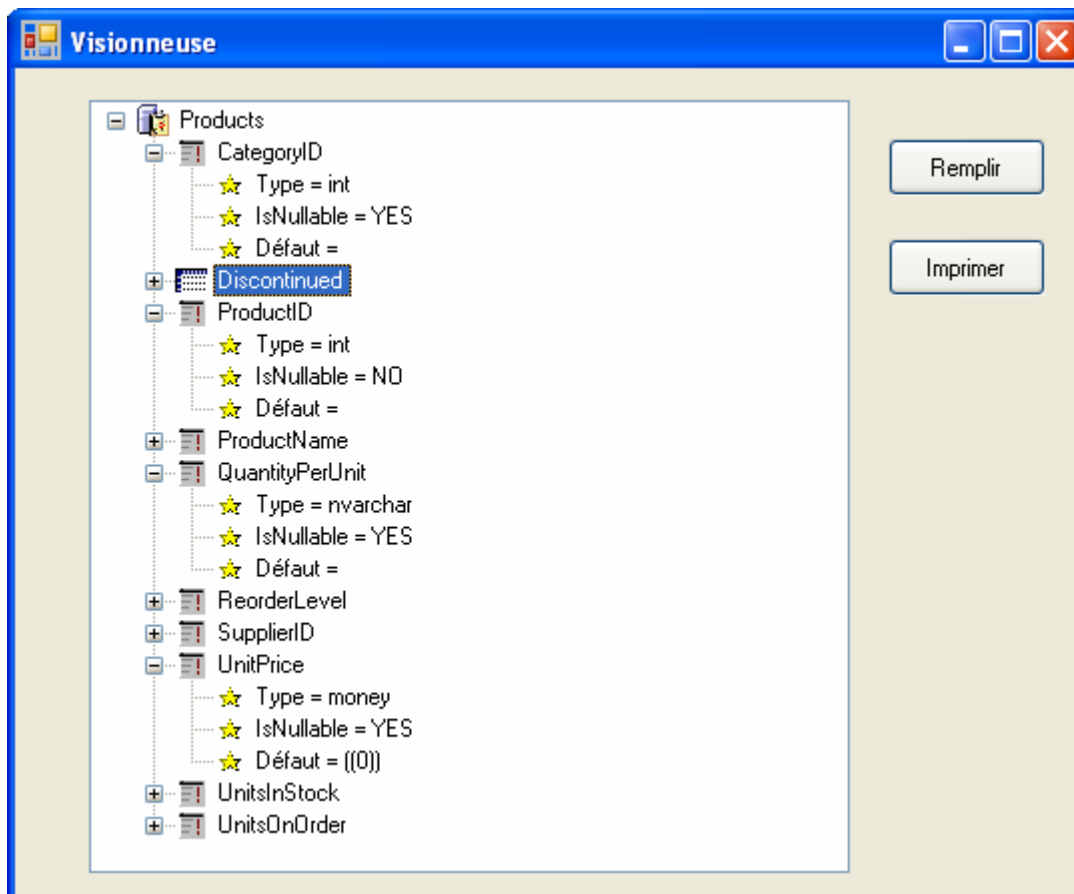 Visionneuse
Products
CategoryID
Type = int
IsNullable = YES
Défaut =
Discontinued
ProductID
Type = int
IsNullable = NO
Défaut =
ProductName
QuantityPerUnit
Type = nvarchar
IsNullable = YES
Défaut =
ReorderLevel
SupplierID
UnitPrice
Type = money
IsNullable = YES
Défaut = ((0))
UnitsInStock
UnitsOnOrder
Remplir
Imprimer